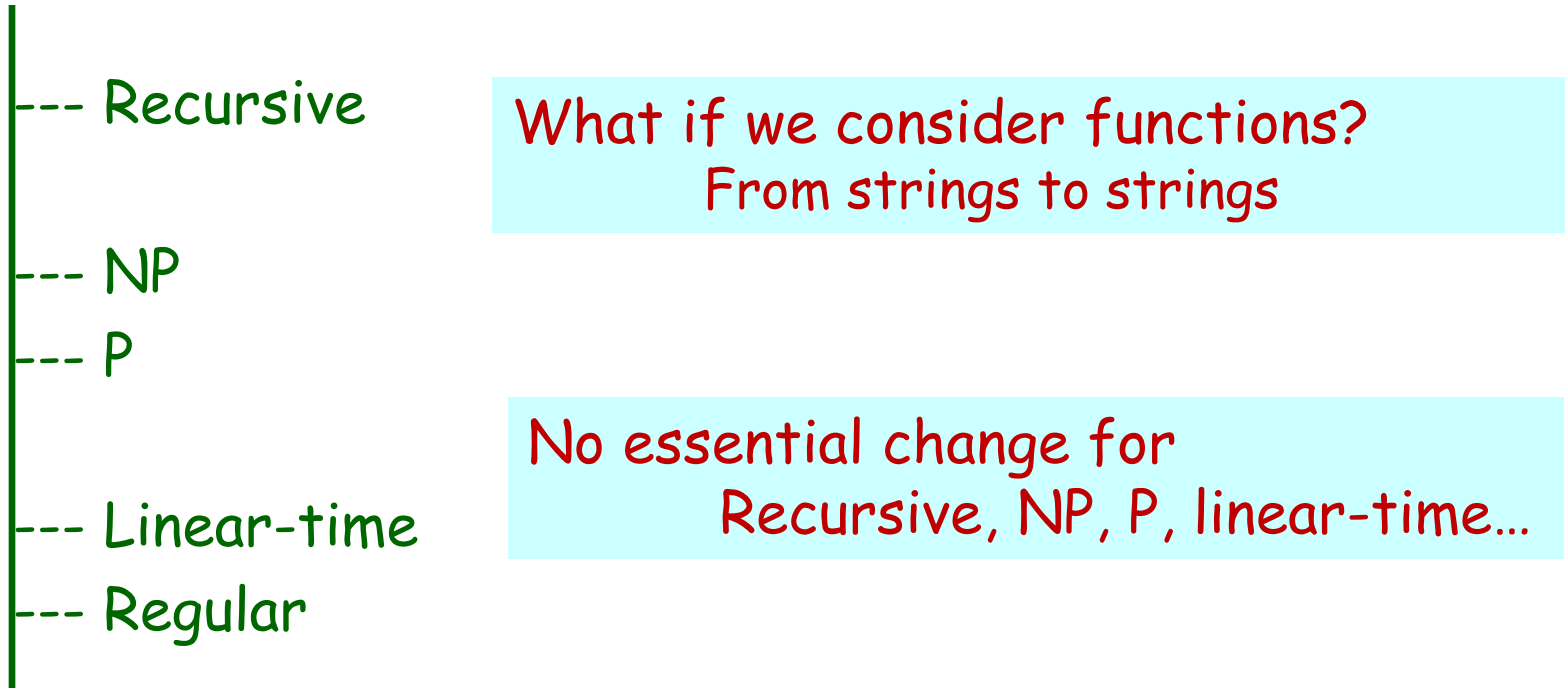 --- Recursive
What if we consider functions?
From strings to strings
--- NP
--- P
No essential change for
Recursive, NP, P, linear-time...
--- Linear-time
--- Regular